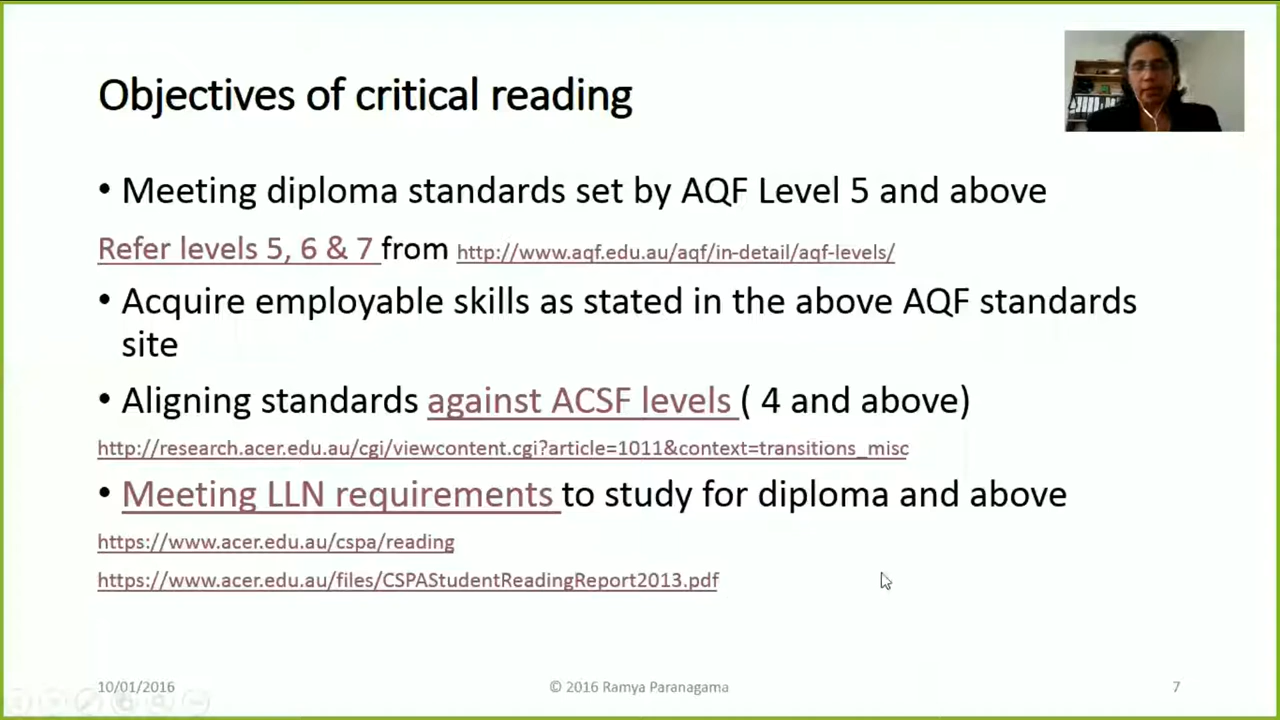 Objectives of critical reading
• Meeting diploma standards set by AQF Level 5 and above
Refer levels 5, 6 & 7 from http://www.aqf.edu.au/aqf/in-detail/aqf-levels/
• Acquire employable skills as stated in the above AQF standards
site
• Aligning standards against ACSF levels ( 4 and above)
http://research.acer.edu.au/cgi/viewcontent.cgi?article=1011&context=transitions_misc
• Meeting LLN requirements to study for diploma and above
https://www.acer.edu.au/cspa/reading
https://www.acer.edu.au/files/CSPAStudentReadingReport2013.pdf
10/01/2016 © 2016 Ramya Paranagama 7